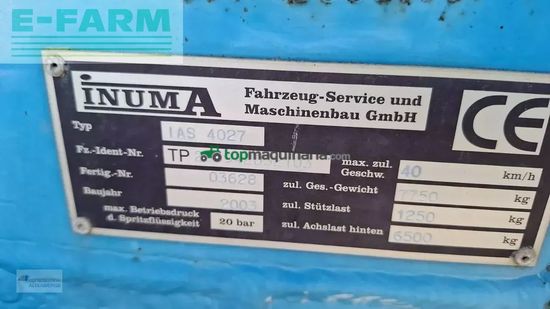 E-FARM
inumA
Fahrzeug-Service und
Maschinenbau GmbH
CE
Typ IAS 4027
Fz.-Ident-Nr. TP
topmaquinaria.com
max. zul.
Geschw. 40 km/h
Fertig.-Nr. 03628
zul. Ges.-Gewicht 7750 kg
Baujahr 2003
zul. Stützlast 1250 kg
max. Betriebsdruck
d. Spritzflüssigkeit 20 bar
zul. Achslast hinten 6500 kg